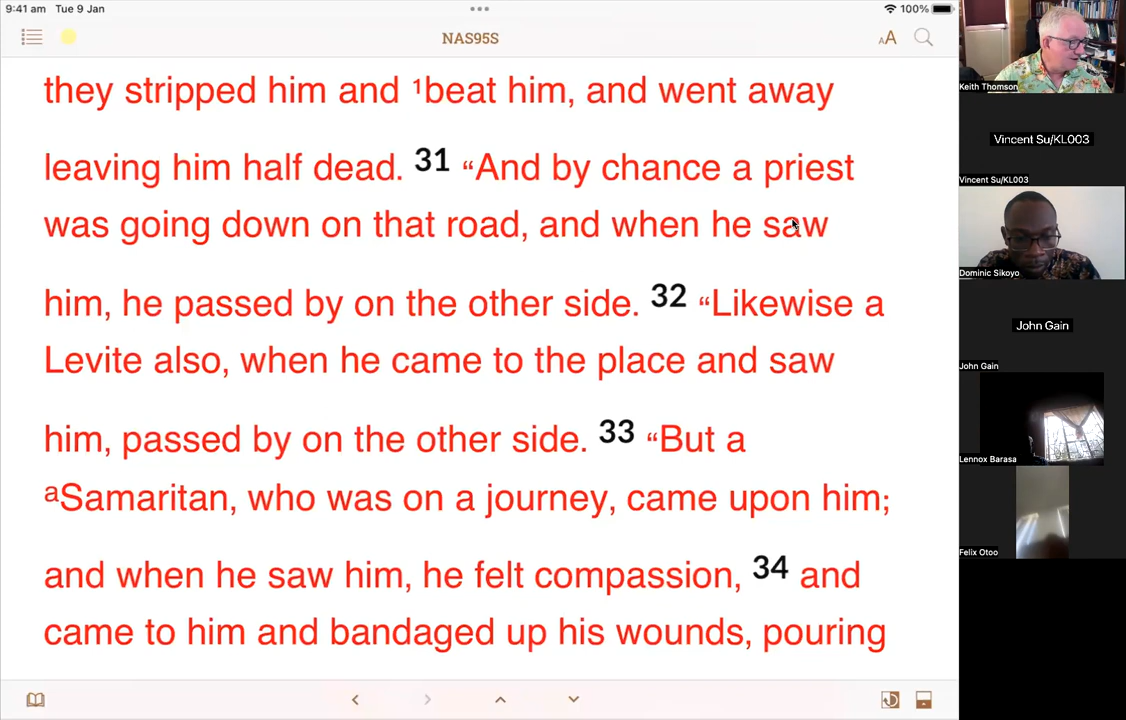 9:41 am Tue 9 Jan
100%
NAS95S
AA
they stripped him and ¹beat him, and went away
leaving him half dead. 31 “And by chance a priest
was going down on that road, and when he saw
him, he passed by on the other side. 32 “Likewise a
Levite also, when he came to the place and saw
him, passed by on the other side. 33 “But a
ᵃSamaritan, who was on a journey, came upon him;
and when he saw him, he felt compassion, 34 and
came to him and bandaged up his wounds, pouring
Keith Thomson
Vincent Su/KL003
Vincent Su/KL003
Dominic Sikoyo
John Gain
John Gain
Lennox Barasa
Felix Otoo